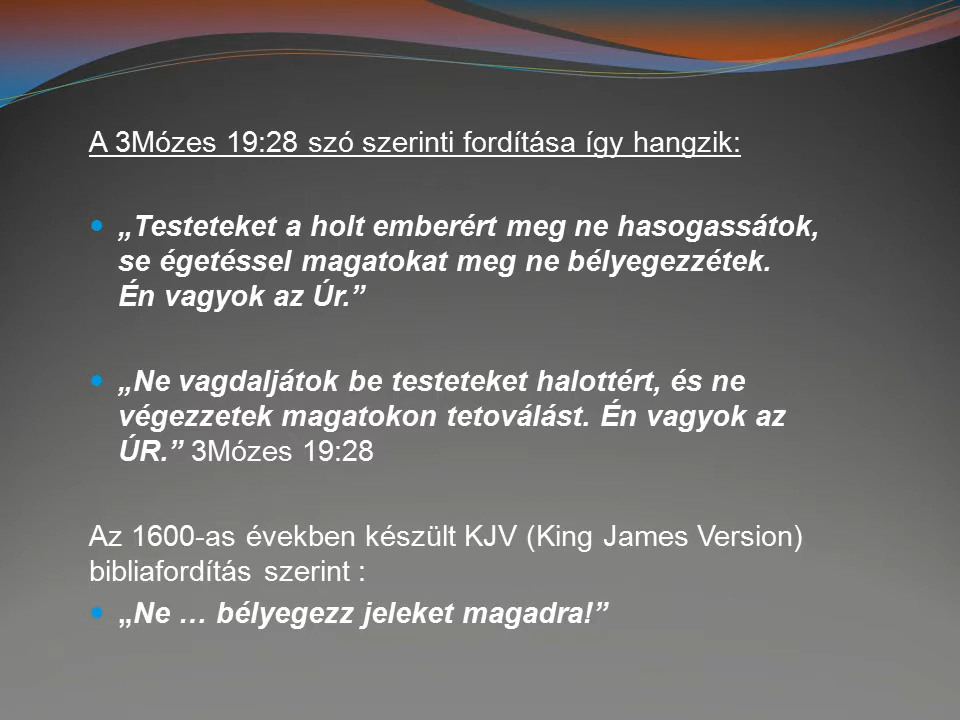 A 3Mózes 19:28 szó szerinti fordítása így hangzik:
„Testeteket a holt emberért meg ne hasogassátok,
se égetéssel magatokat meg ne bélyegezzétek.
Én vagyok az Úr.”
„Ne vagdaljátok be testeteket halottért, és ne
végezzetek magatokon tetoválást. Én vagyok az
ÚR.” 3Mózes 19:28
Az 1600-as években készült KJV (King James Version)
bibliafordítás szerint :
„Ne … bélyegezz jeleket magadra!”